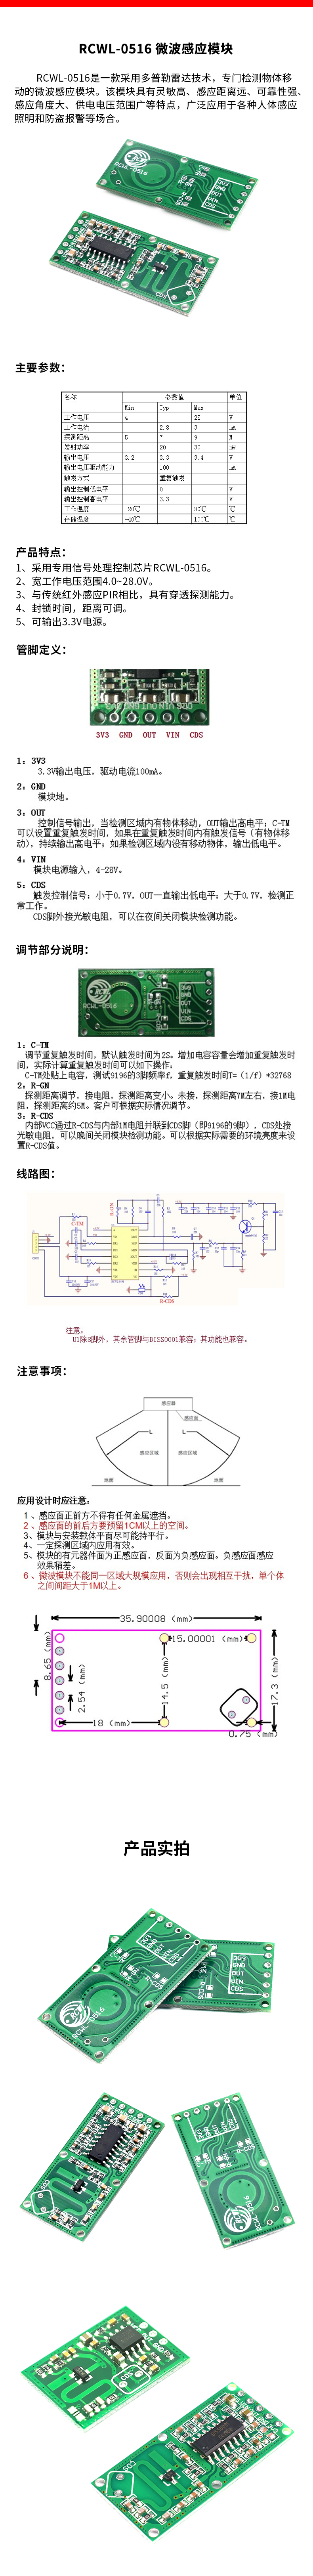 RCWL-0516 微波感应模块
RCWL-0516是一款采用多普勒雷达技术，专门检测物体移
动的微波感应模块。该模块具有灵敏高、感应距离远、可靠性强、
感应角度大、供电电压范围广等特点，广泛应用于各种人体感应
照明和防盗报警等场合。
RCWL-0516
3V3
GND
OUT
VIN
CDS
主要参数：
名称 参数值 单位
Min Typ Max
工作电压 4 28 V
工作电流 2.8 3 mA
探测距离 5 7 9 M
发射功率 20 30 mW
输出电压 3.2 3.3 3.4 V
输出电压驱动能力 100 mA
触发方式 重复触发
输出控制低电平 0 V
输出控制高电平 3.3 V
工作温度 -20℃ 80℃ ℃
存储温度 -40℃ 100℃ ℃
产品特点：
1、采用专用信号处理控制芯片RCWL-0516。
2、宽工作电压范围4.0~28.0V。
3、与传统红外感应PIR相比，具有穿透探测能力。
4、封锁时间，距离可调。
5、可输出3.3V电源。
管脚定义：
3V3 GND OUT VIN CDS
1：3V3
3.3V输出电压，驱动电流100mA。
2：GND
模块地。
3：OUT
控制信号输出，当检测区域内有物体移动，OUT输出高电平；C-TM
可以设置重复触发时间，如果在重复触发时间内有触发信号（有物体移
动），持续输出高电平；如果检测区域内没有移动物体，输出低电平。
4：VIN
模块电源输入，4-28V。
5：CDS
触发控制信号：小于0.7V，OUT一直输出低电平；大于0.7V，检测正
常工作。
CDS脚外接光敏电阻，可以在夜间关闭模块检测功能。
调节部分说明：
RCWL-0516
3V3
GND
OUT
VIN
CDS
1：C-TM
调节重复触发时间，默认触发时间为2S。增加电容容量会增加重复触发时
间，实际计算重复触发时间可以如下操作：
C-TM处贴上电容，测试9196的3脚频率f，重复触发时间T=（1/f）*32768
2：R-GN
探测距离调节，接电阻，探测距离变小。未接，探测距离7M左右，接1M电
阻，探测距离约5M。客户可根据实际情况调节。
3：R-CDS
内部VCC通过R-CDS与内部1M电阻并联到CDS脚（即9196的9脚），CDS处接
光敏电阻，可以晚间关闭模块检测功能。可以根据实际需要的环境亮度来设
置R-CDS值。
线路图：
C-TM
R-GN
R-CDS
注意：
U1除8脚外，其余管脚与BISS0001兼容；其功能也兼容。
注意事项：
感应器
感应面
L L
感应区域 感应区域
地面 地面
应用设计时应注意：
1 、感应面正前方不得有任何金属遮挡。
2 、感应面的前后方要预留1CM以上的空间。
3、模块与安装载体平面尽可能持平行。
4、一定探测区域内应用有效。
5、模块的有元器件面为正感应面，反面为负感应面。负感应面感应
效果稍差。
6 、微波模块不能同一区域大规模应用，否则会出现相互干扰，单个体
之间间距大于1M以上。
35.90008 (mm)
15.00001 (mm)
8.65 (mm)
2.54 (mm)
14.5 (mm)
17.3 (mm)
18 (mm)
0.75 (mm)
产品实拍
RCWL-0516
3V3
GND
OUT
VIN
CDS